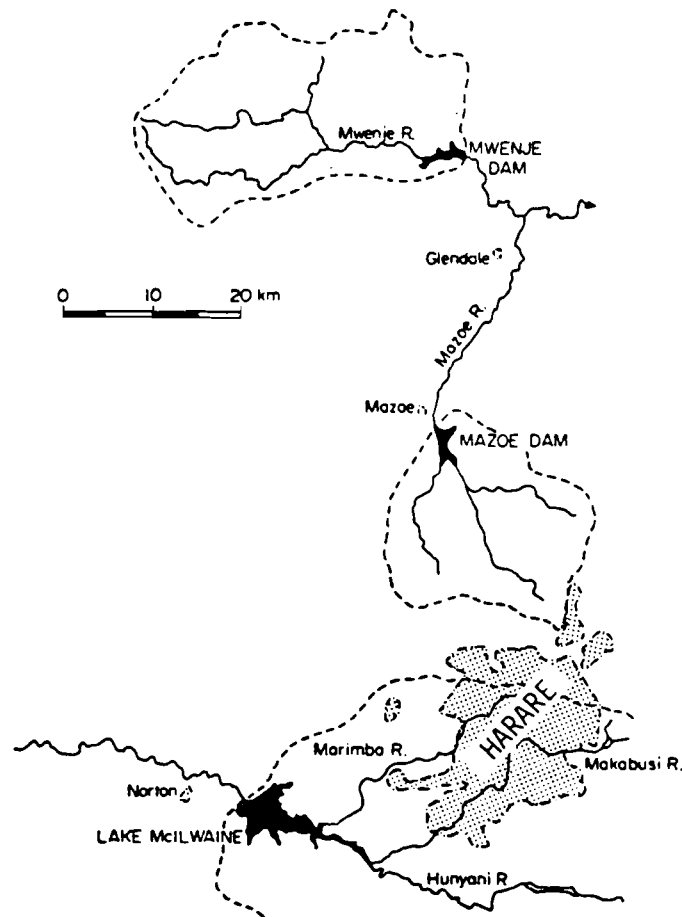 Mwenje R.
MWENJE
DAM
Glendale
0 10 20 km
Mazoe R.
Mazoe
MAZOE DAM
HARARE
Marimba R.
Makabusi R.
Norton
LAKE McILWAINE
Hunyani R